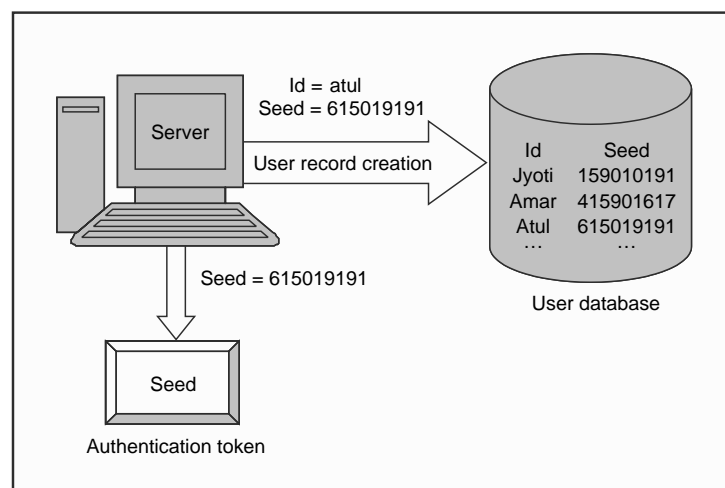 Server
Id = atul
Seed = 615019191
User record creation
Id Seed
Jyoti 159010191
Amar 415901617
Atul 615019191
… …
User database
Seed = 615019191
Seed
Authentication token